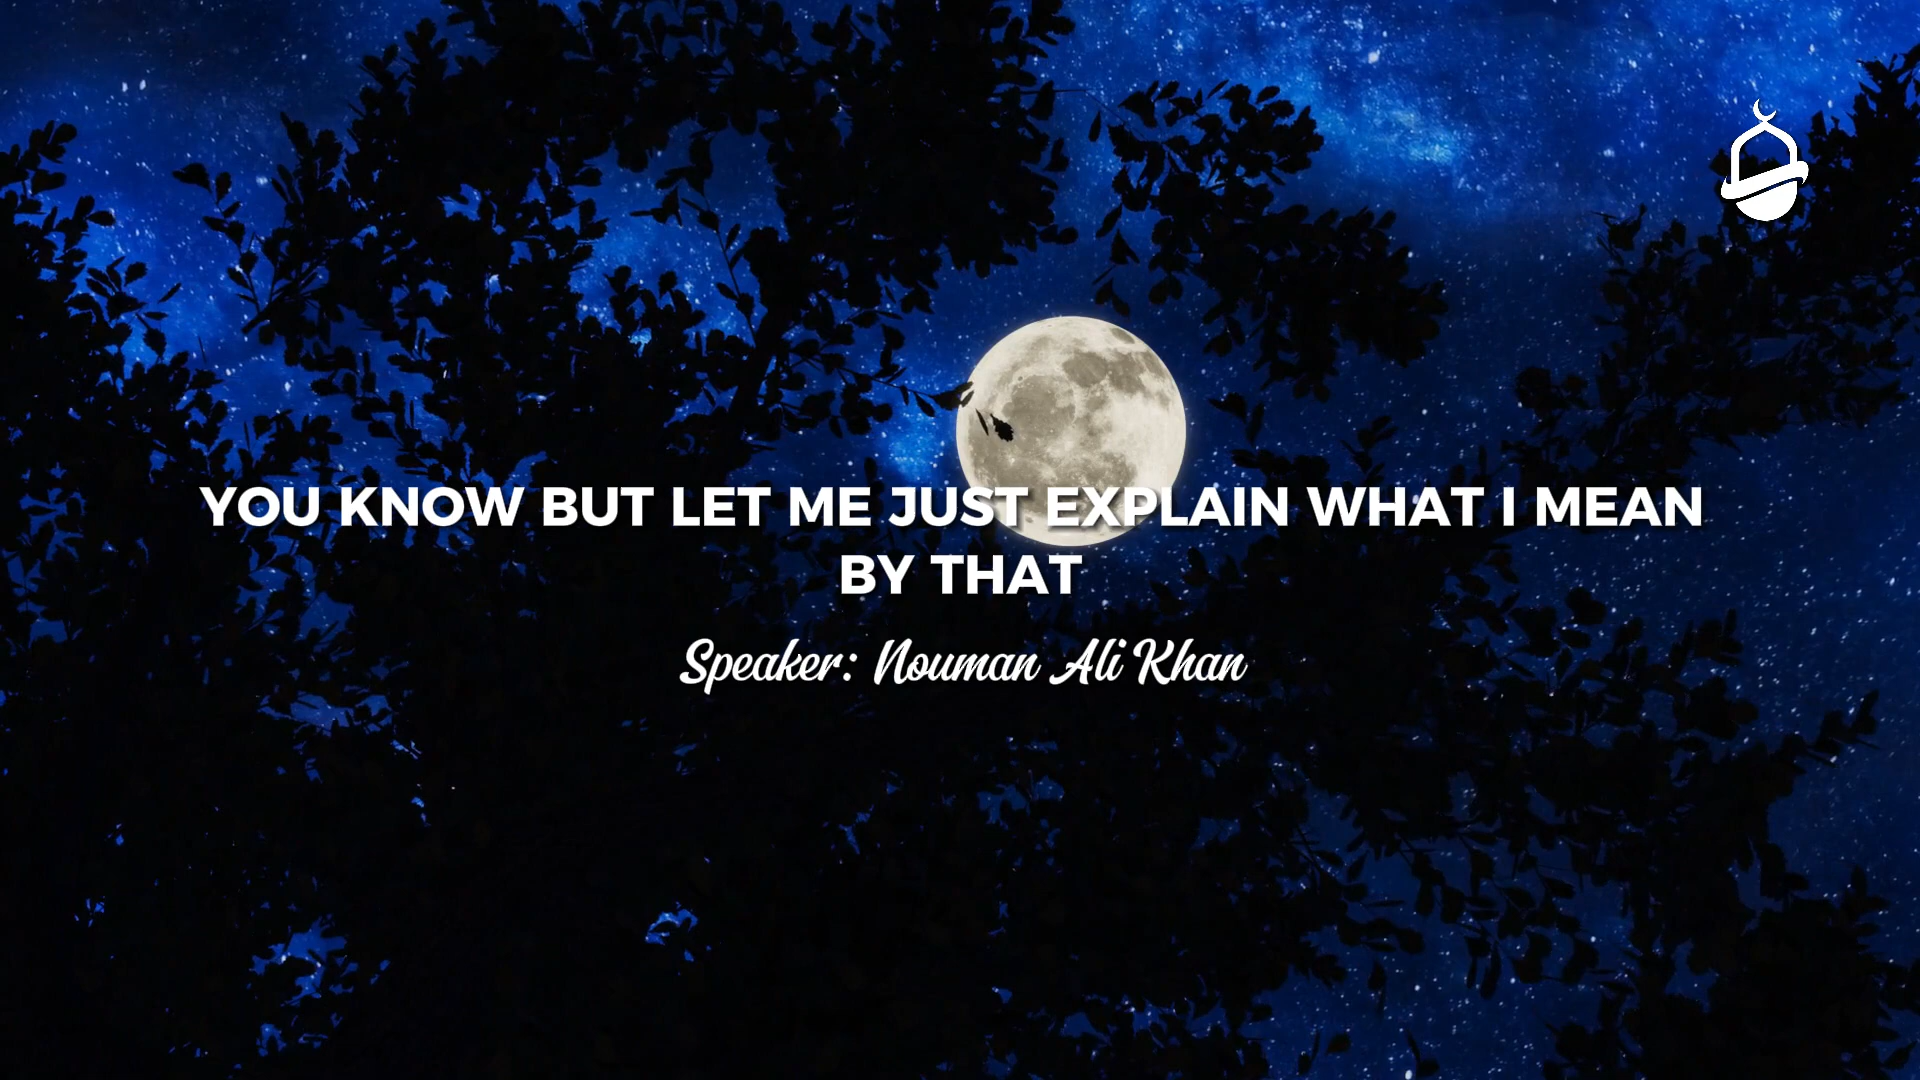 YOU KNOW BUT LET ME JUST EXPLAIN WHAT I MEAN
BY THAT
Speaker: Nouman Ali Khan